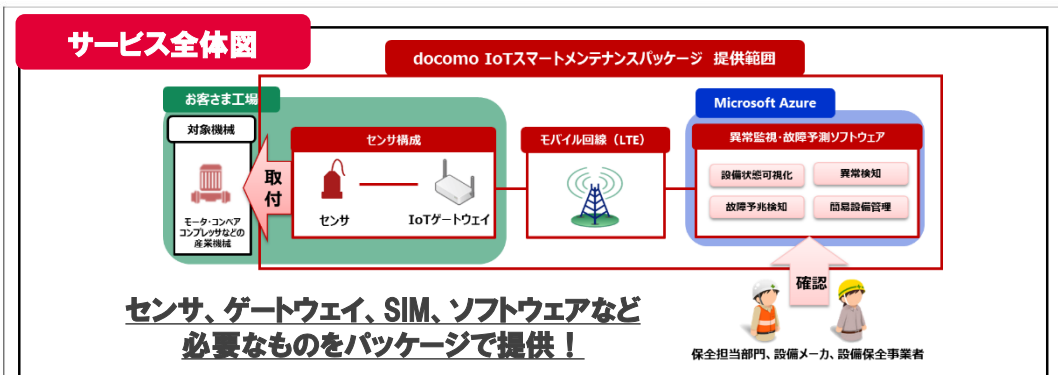 サービス全体図
docomo IoTスマートメンテナンスパッケージ 提供範囲
お客さま工場
対象機械
モータ・コンベア
コンプレッサなどの
産業機械
取付
センサ構成
センサ
IoTゲートウェイ
モバイル回線（LTE）
Microsoft Azure
異常監視・故障予測ソフトウェア
設備状態可視化
異常検知
故障予兆検知
簡易設備管理
確認
保全担当部門、設備メーカ、設備保全事業者
センサ、ゲートウェイ、SIM、ソフトウェアなど
必要なものをパッケージで提供！